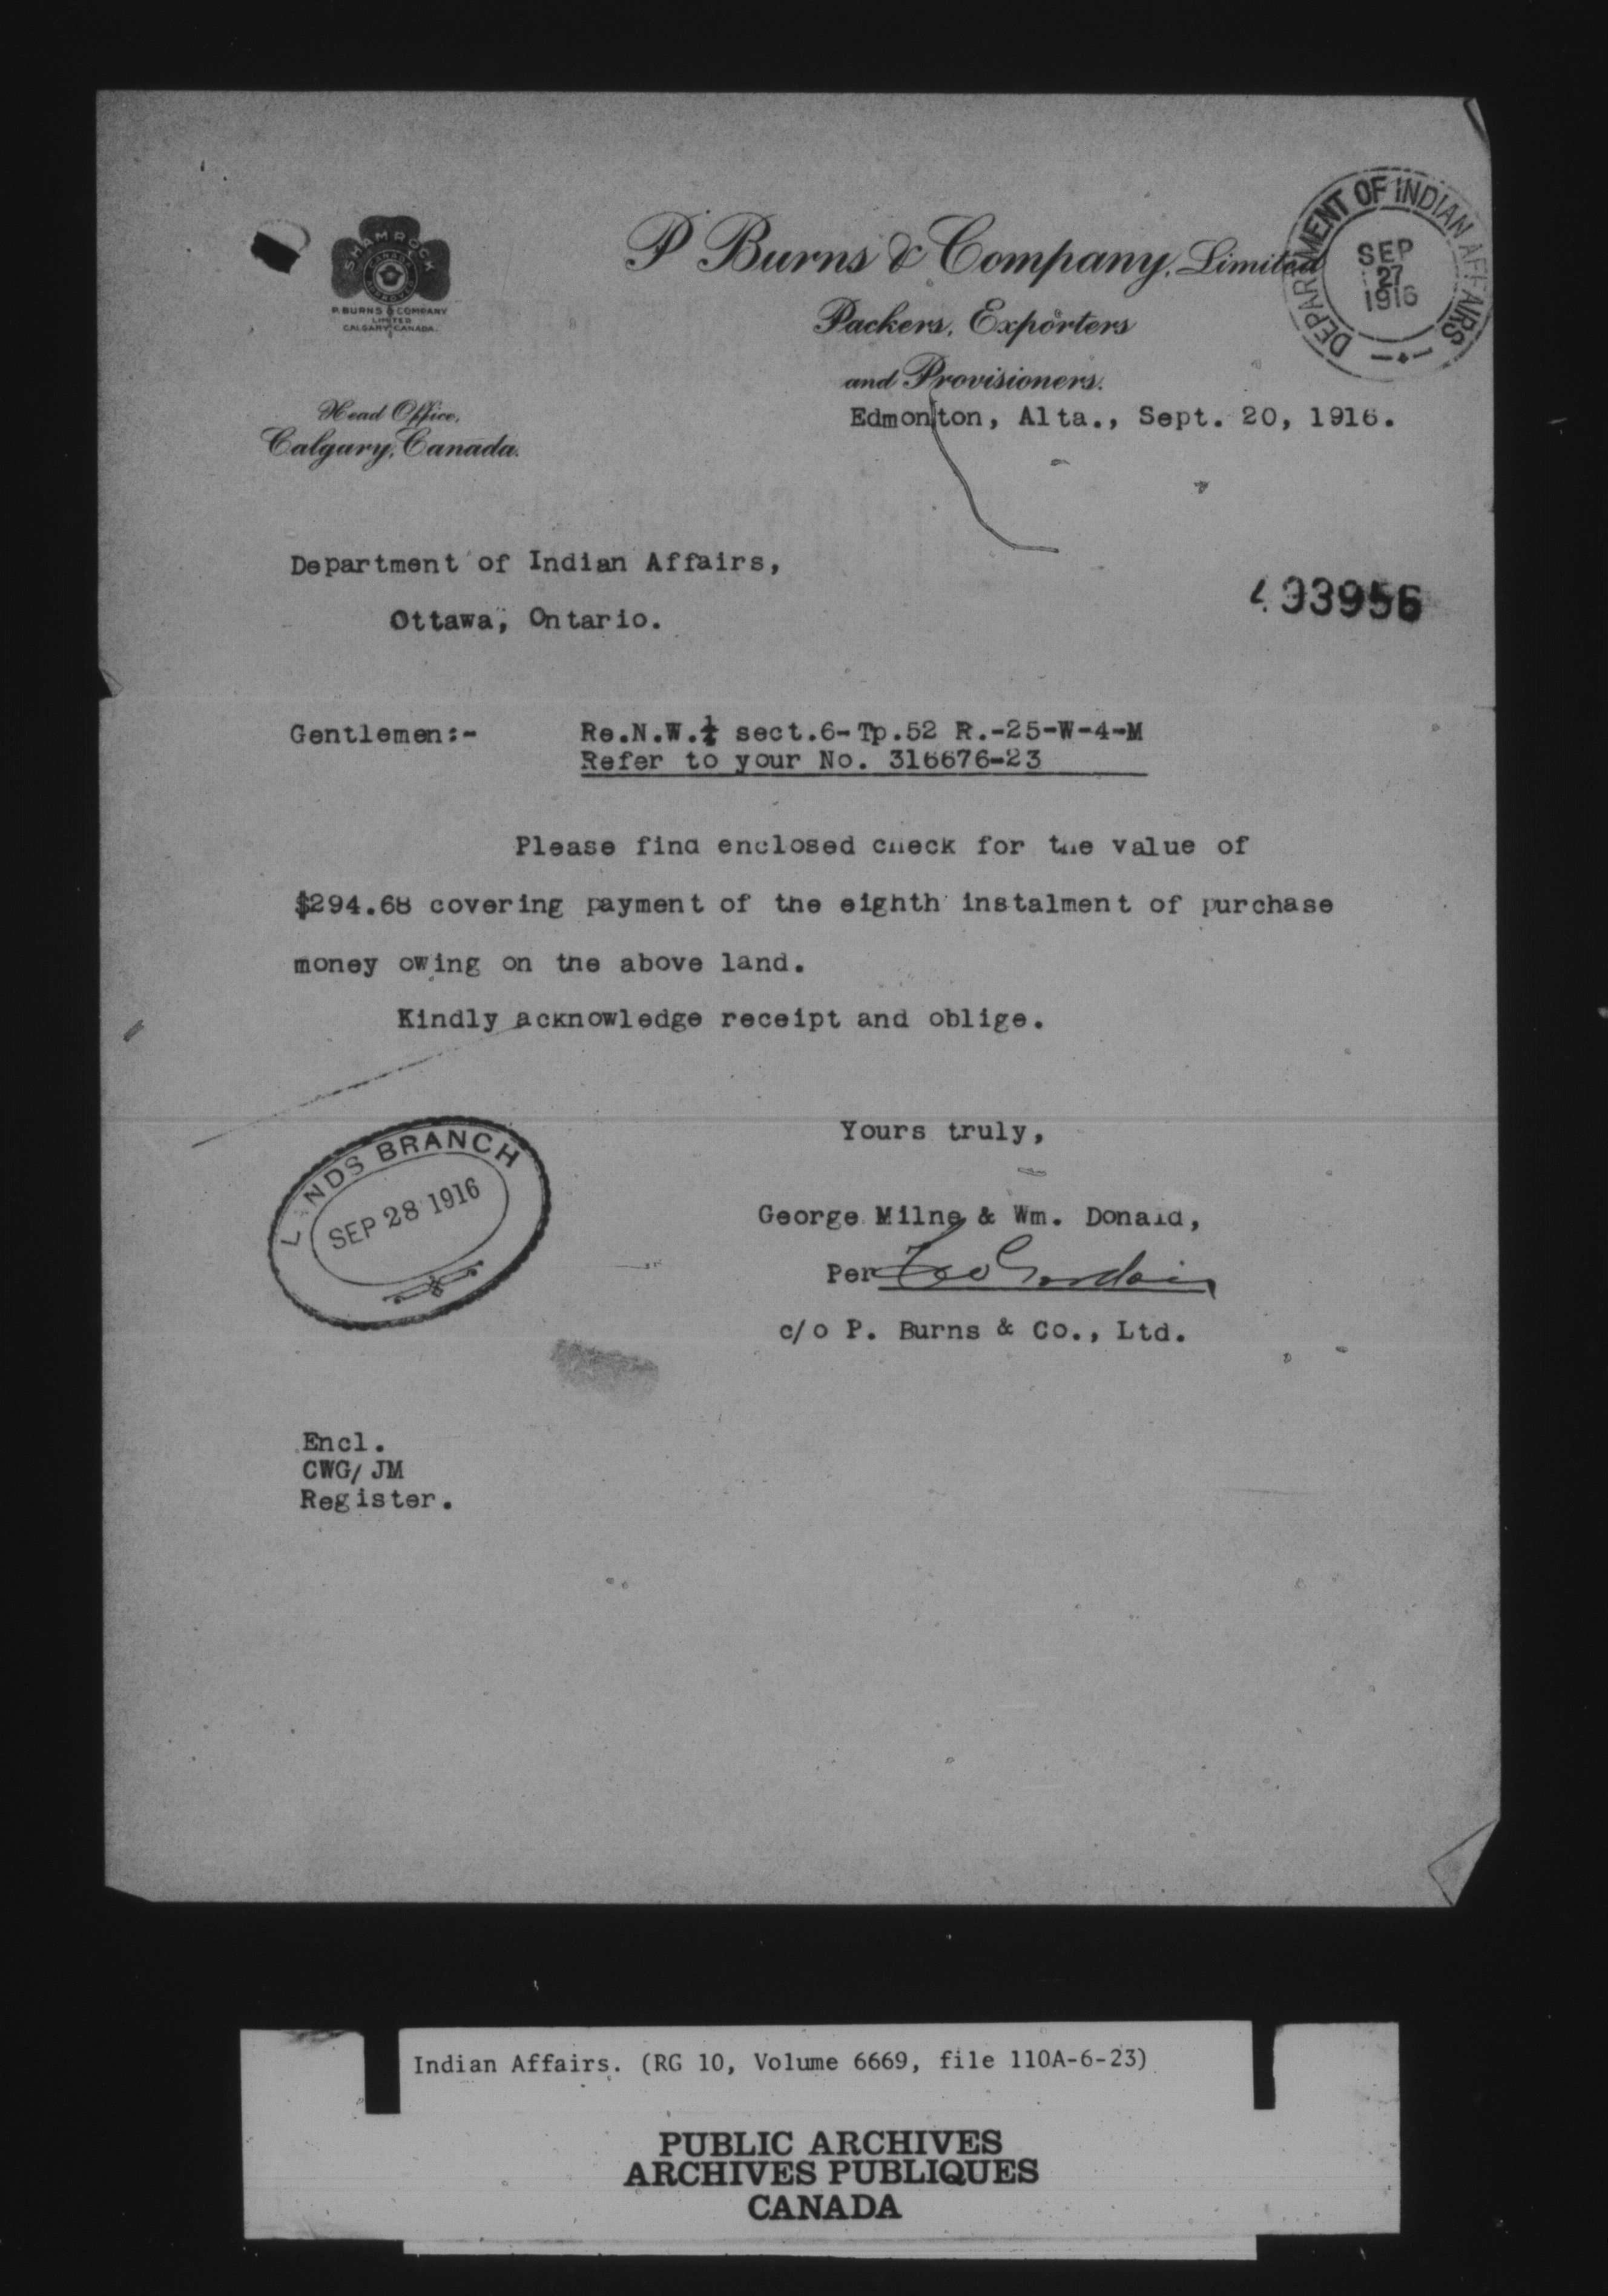 SHAMROCK
P. BURNS & COMPANY
LIMITED
CALGARY, CANADA.
P Burns & Company, Limited
Packers, Exporters
and Provisioners.
DEPARTMENT OF INDIAN AFFAIRS
SEP
27
1916
Head Office,
Calgary, Canada.
Edmonton, Alta., Sept. 20, 1916.
Department of Indian Affairs,
Ottawa, Ontario.
493956
Gentlemen:-
Re.N.W.¼ sect.6-Tp.52 R.-25-W-4-M
Refer to your No. 316676-23
Please find enclosed check for the value of
$294.68 covering payment of the eighth instalment of purchase
money owing on the above land.
Kindly acknowledge receipt and oblige.
Yours truly,
LANDS BRANCH
SEP 28 1916
George Milne & Wm. Donald,
Per
c/o P. Burns & Co., Ltd.
Encl.
CWG/JM
Register.
Indian Affairs. (RG 10, Volume 6669, file 110A-6-23)
PUBLIC ARCHIVES
ARCHIVES PUBLIQUES
CANADA